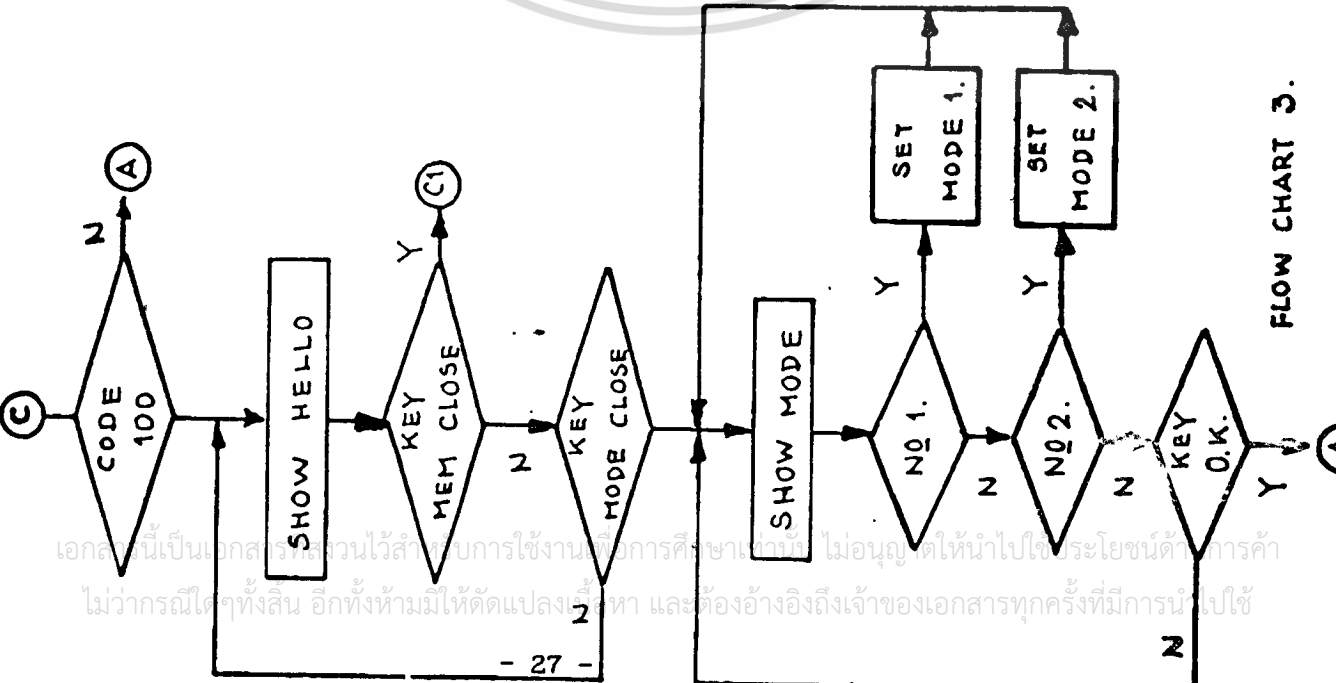 C
CODE
100
N
A
SHOW HELLO
KEY
MEM CLOSE
Y
C1
N
KEY
MODE CLOSE
N
SHOW MODE
Nº 1.
Y
SET
MODE 1.
N
Nº 2.
Y
SET
MODE 2.
N
KEY
O.K.
N
Y
A
FLOW CHART 3.
เอกสารนี้เป็นเอกสารที่สงวนไว้สำหรับการใช้งานเพื่อการศึกษาเท่านั้น ไม่อนุญาตให้นำไปใช้ประโยชน์ด้านการค้า
ไม่ว่ากรณีใดๆทั้งสิ้น อีกทั้งห้ามมิให้ดัดแปลงเนื้อหา และต้องอ้างอิงถึงเจ้าของเอกสารทุกครั้งที่มีการนำไปใช้
- 27 -